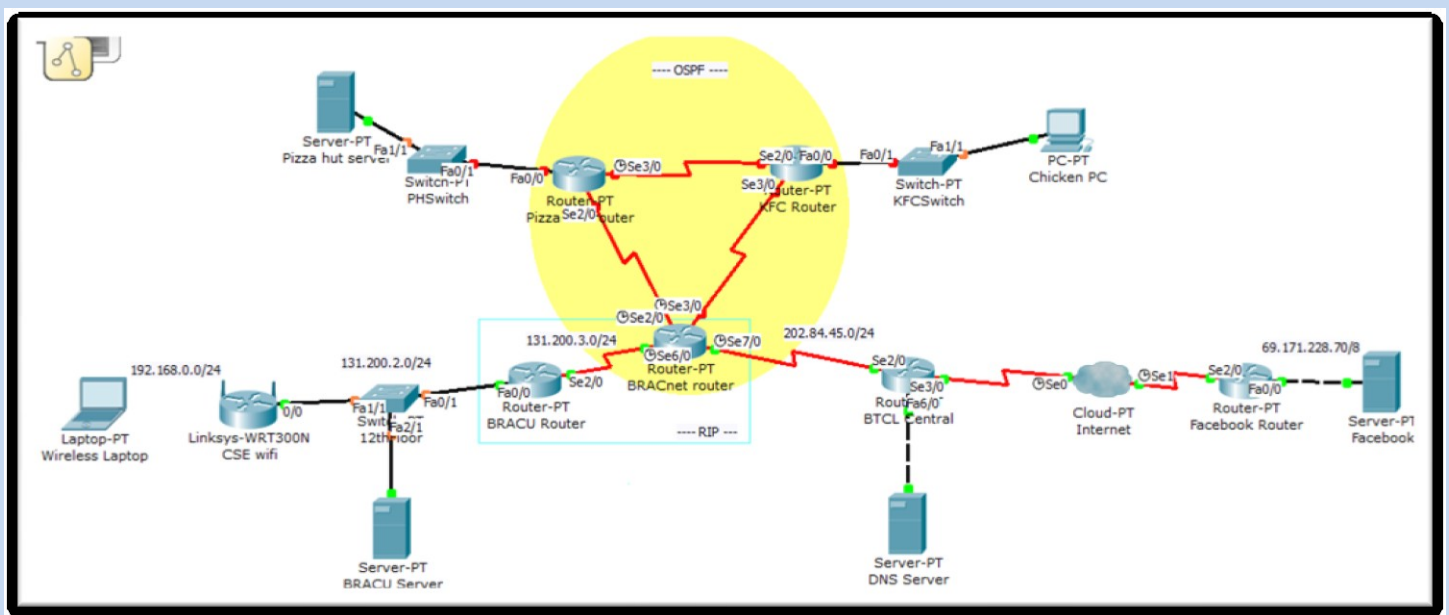 ---- OSPF ----
Server-PT
Pizza hut server
Fa1/1
Fa0/1
Switch-PT
PHSwitch
Fa0/0
Se3/0
Router-PT
Pizza
Se2/0
Se2/0
Fa0/0
Se3/0
KFC Router
Fa0/1
Fa1/1
Switch-PT
KFCSwitch
PC-PT
Chicken PC
Se3/0
Se2/0
131.200.3.0/24
Se7/0
202.84.45.0/24
Se6/0
Router-PT
BRACnet router
192.168.0.0/24
131.200.2.0/24
Laptop-PT
Wireless Laptop
0/0
Linksys-WRT300N
CSE wifi
Fa1/1
Fa0/1
Fa2/1
Fa0/0
Se2/0
Router-PT
BRACU Router
---- RIP ---
Se2/0
Se3/0
Fa6/0
BTCL Central
Se0
Se1
Cloud-PT
Internet
69.171.228.70/8
Se2/0
Fa0/0
Router-PT
Facebook Router
Server-PT
Facebook
Server-PT
BRACU Server
Server-PT
DNS Server